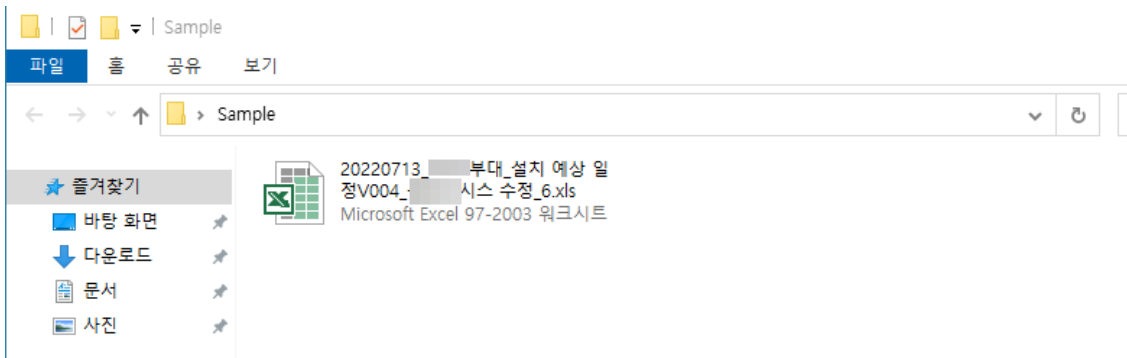 Sample
파일 홈 공유 보기
Sample
즐겨찾기
바탕 화면
다운로드
문서
사진
20220713_ 부대_설치 예상 일
정V004_ 시스 수정_6.xls
Microsoft Excel 97-2003 워크시트